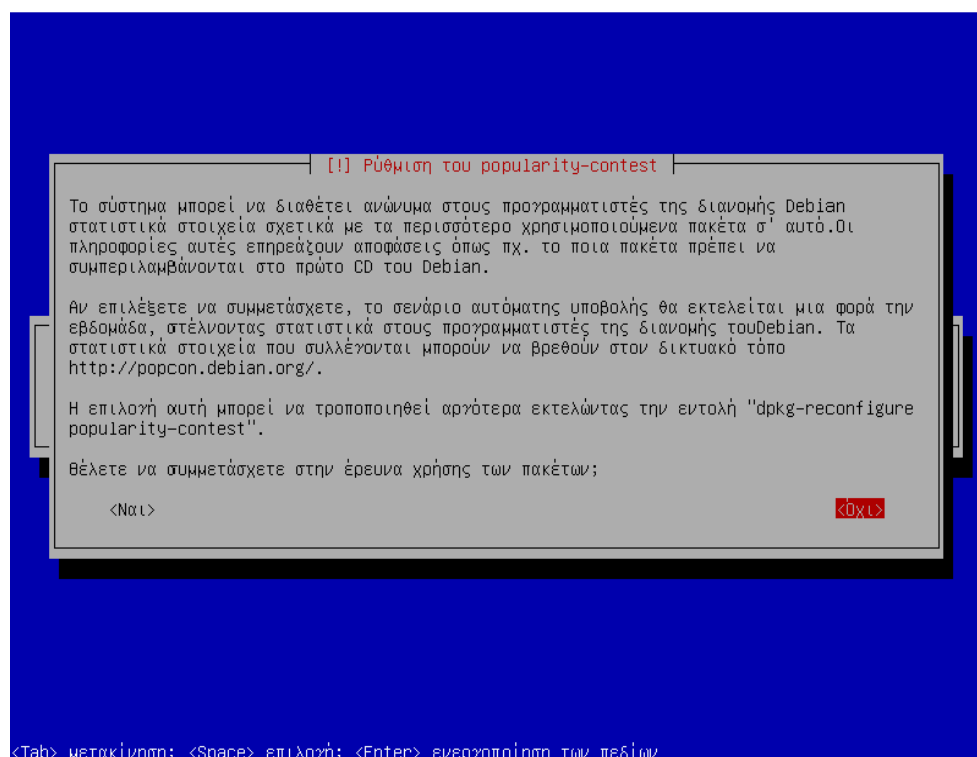 [!] Ρύθμιση του popularity-contest
Το σύστημα μπορεί να διαθέτει ανώνυμα στους προγραμματιστές της διανομής Debian
στατιστικά στοιχεία σχετικά με τα περισσότερο χρησιμοποιούμενα πακέτα σ' αυτό.Οι
πληροφορίες αυτές επηρεάζουν αποφάσεις όπως πχ. το ποια πακέτα πρέπει να
συμπεριλαμβάνονται στο πρώτο CD του Debian.
Αν επιλέξετε να συμμετάσχετε, το σενάριο αυτόματης υποβολής θα εκτελείται μια φορά την
εβδομάδα, στέλνοντας στατιστικά στους προγραμματιστές της διανομής τουDebian. Τα
στατιστικά στοιχεία που συλλέγονται μπορούν να βρεθούν στον δικτυακό τόπο
http://popcon.debian.org/.
Η επιλογή αυτή μπορεί να τροποποιηθεί αργότερα εκτελώντας την εντολή "dpkg-reconfigure
popularity-contest".
Θέλετε να συμμετάσχετε στην έρευνα χρήσης των πακέτων;
<Ναι> <Όχι>
<Tab> μετακίνηση; <Space> επιλογή; <Enter> ενεργοποίηση των πεδίων